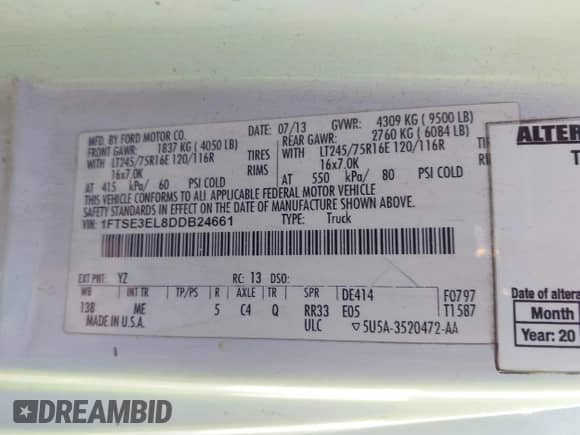 MFD. BY FORD MOTOR CO.
DATE: 07/13
GVWR: 4309 KG ( 9500 LB)
FRONT GAWR: 1837 KG ( 4050 LB)
REAR GAWR: 2760 KG ( 6084 LB)
WITH LT245/75R16E 120/116R TIRES
16x7.0K RIMS
AT 415 kPa/ 60 PSI COLD
WITH LT245/75R16E 120/116R
16x7.0K
AT 550 kPa/ 80 PSI COLD
THIS VEHICLE CONFORMS TO ALL APPLICABLE FEDERAL MOTOR VEHICLE
SAFETY STANDARDS IN EFFECT ON THE DATE OF MANUFACTURE SHOWN ABOVE.
VIN: 1FTSE3EL8DDB24661
TYPE: Truck
EXT PNT: YZ RC: 13 DSO:
WB INT TR TP/PS R AXLE TR SPR DE414 F0797
138 ME 5 C4 Q RR33 E05 T1587
MADE IN U.S.A. ULC ▽5U5A-3520472-AA
ALTER
Date of altera
Month
Year: 20
DREAMBID